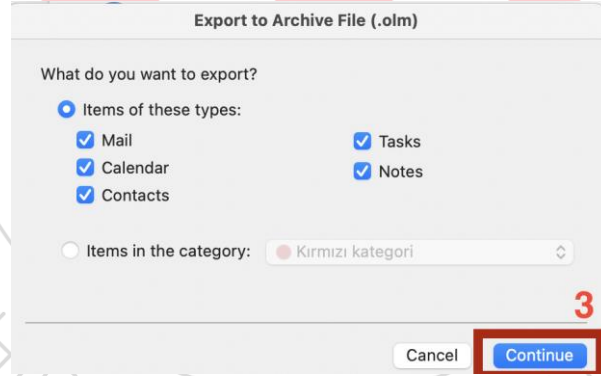 Export to Archive File (.olm)
What do you want to export?
Items of these types:
Mail
Tasks
Calendar
Notes
Contacts
Items in the category:
Kırmızı kategori
3
Cancel
Continue